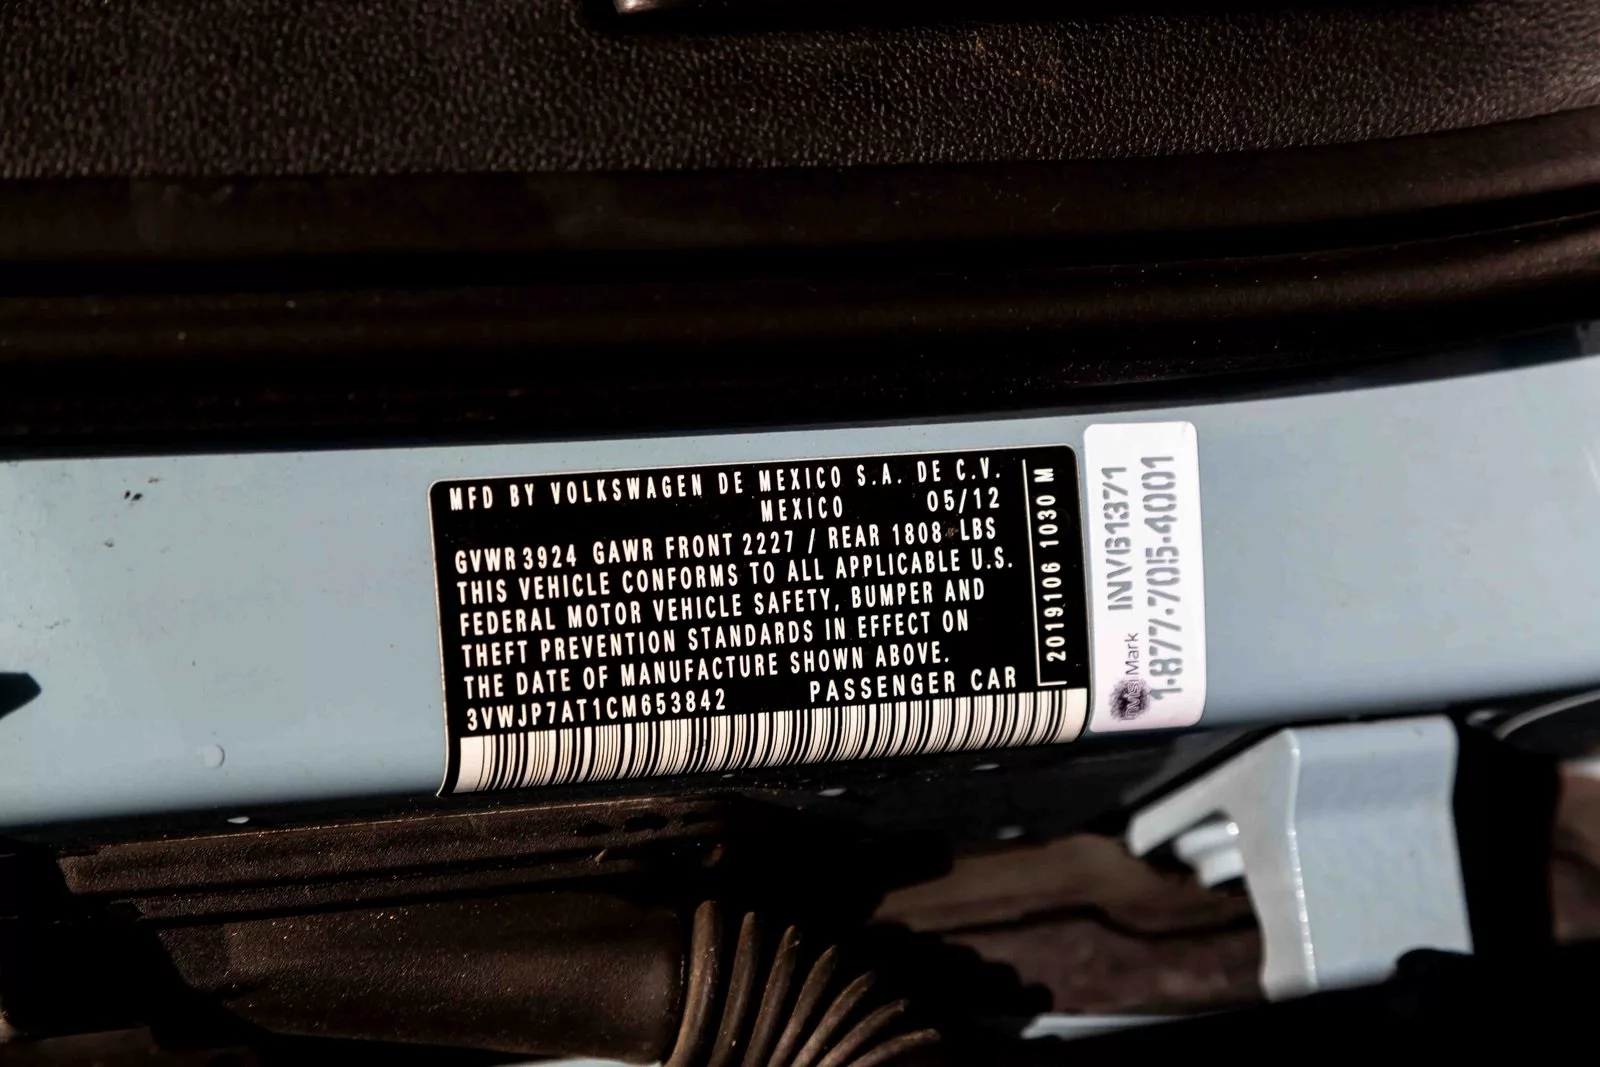 MFD BY VOLKSWAGEN DE MEXICO S.A. DE C.V.
MEXICO 05/12
GVWR 3924 GAWR FRONT 2227 / REAR 1808 LBS
THIS VEHICLE CONFORMS TO ALL APPLICABLE U.S.
FEDERAL MOTOR VEHICLE SAFETY, BUMPER AND
THEFT PREVENTION STANDARDS IN EFFECT ON
THE DATE OF MANUFACTURE SHOWN ABOVE.
3VWJP7AT1CM653842 PASSENGER CAR
2019106 1030 M
Mark INV61371
1-877-705-4001